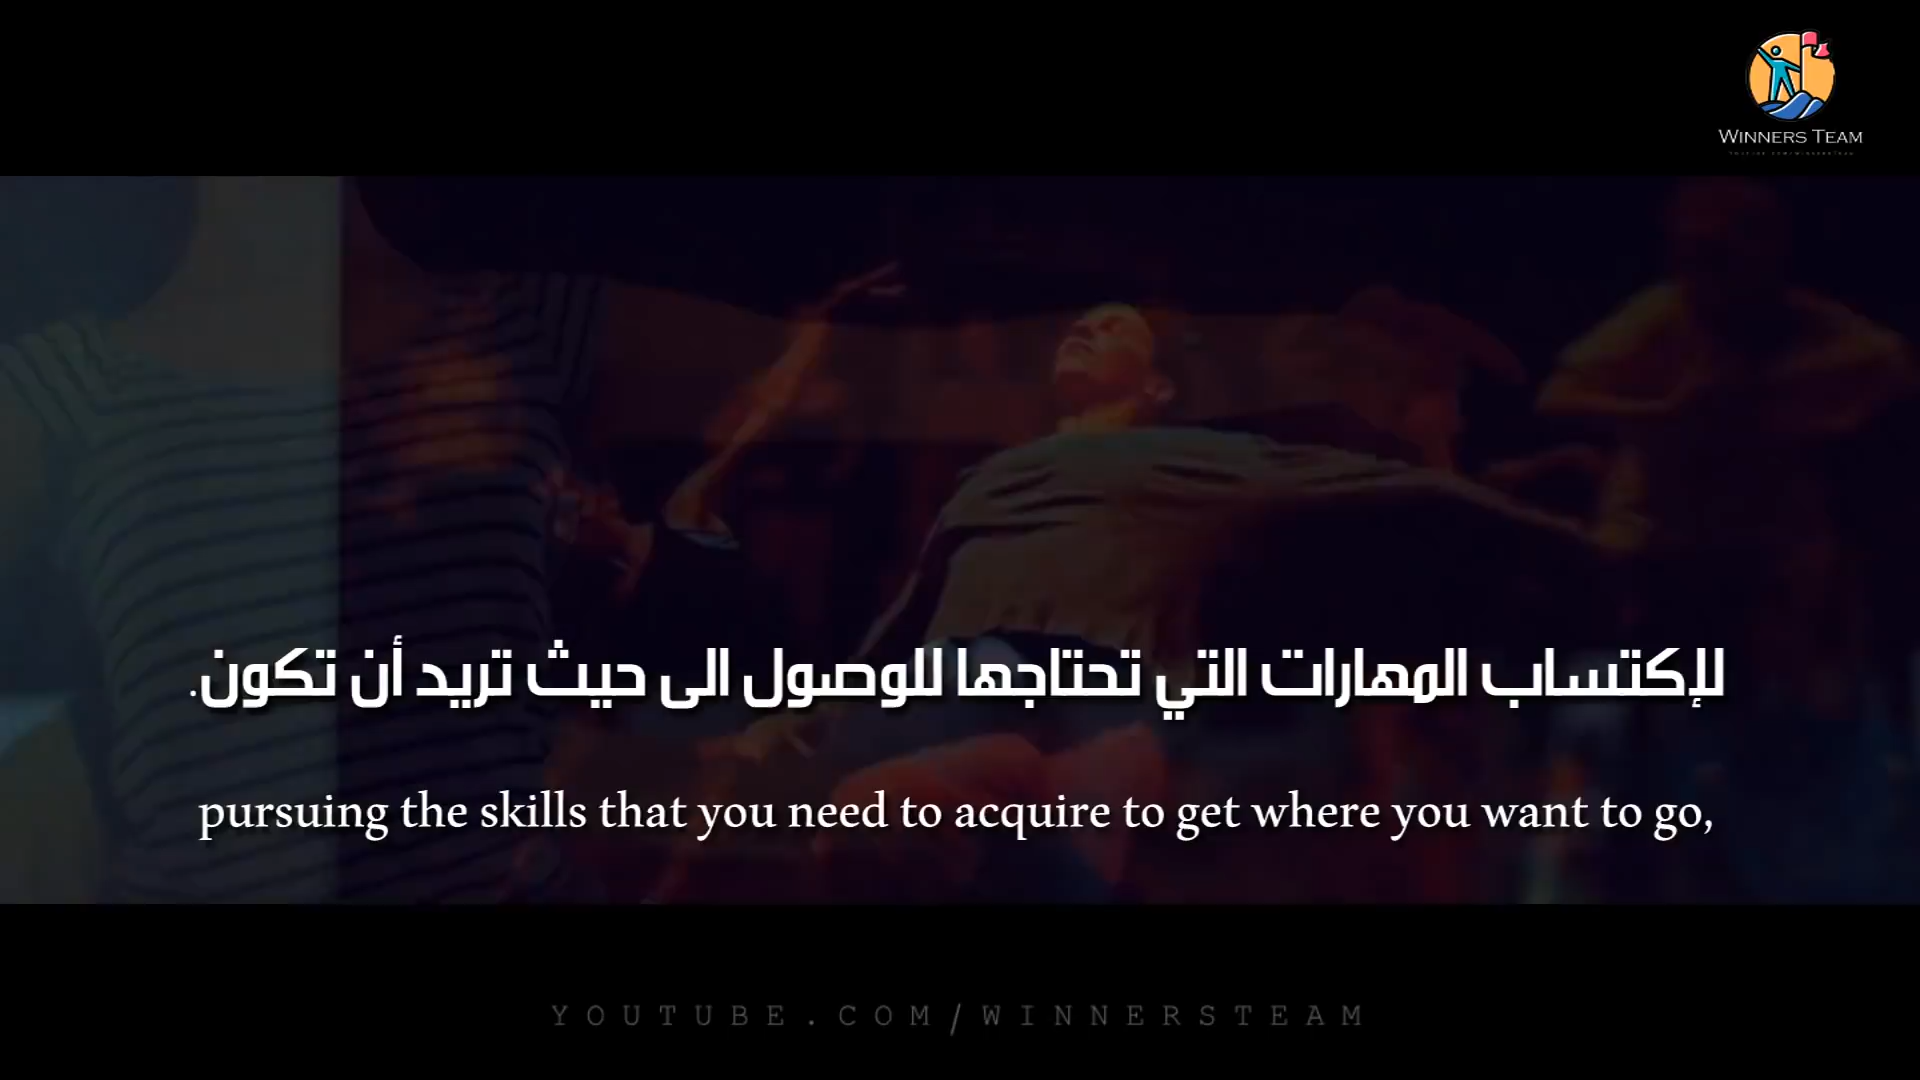 WINNERS TEAM
لإكتساب المهارات التي تحتاجها للوصول الى حيث تريد أن تكون.
pursuing the skills that you need to acquire to get where you want to go,
YOUTUBE.COM/WINNERSTEAM